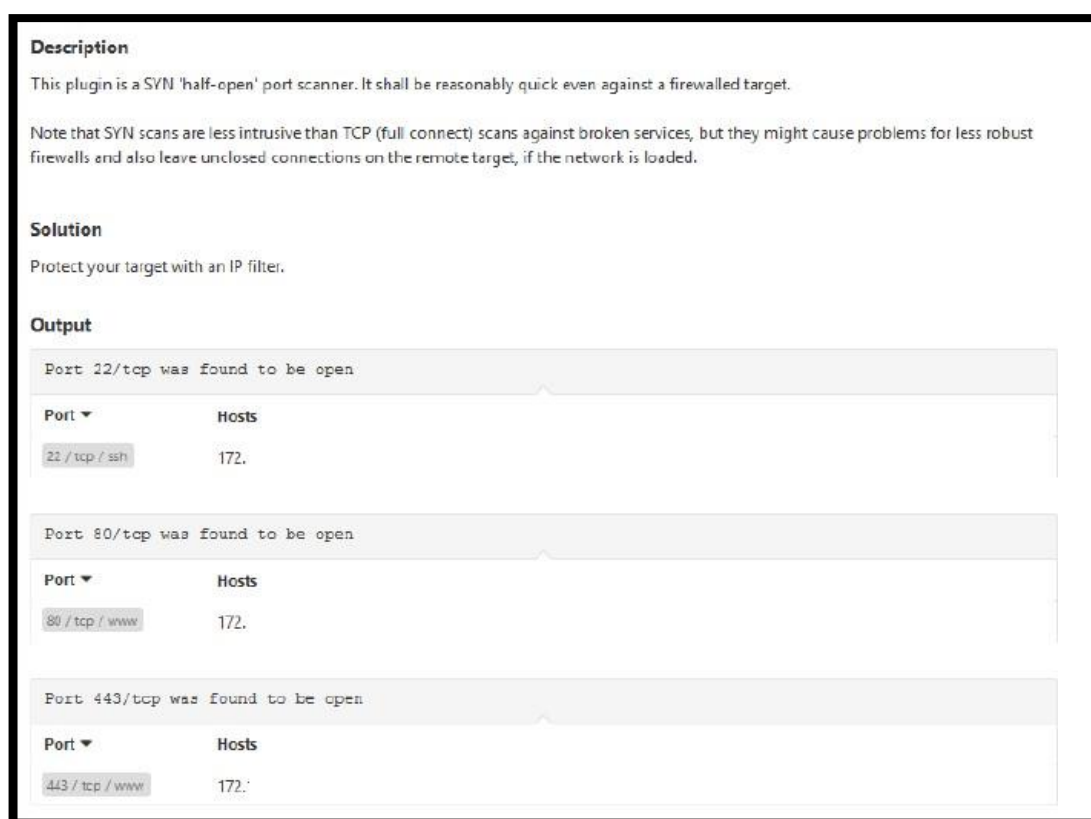 Description
This plugin is a SYN 'half-open' port scanner. It shall be reasonably quick even against a firewalled target.
Note that SYN scans are less intrusive than TCP (full connect) scans against broken services, but they might cause problems for less robust
firewalls and also leave unclosed connections on the remote target, if the network is loaded.
Solution
Protect your target with an IP filter.
Output
Port 22/tcp was found to be open
Port Hosts
22 / tcp / ssh 172.
Port 80/tcp was found to be open
Port Hosts
80 / tcp / www 172.
Port 443/tcp was found to be open
Port Hosts
443 / tcp / www 172.